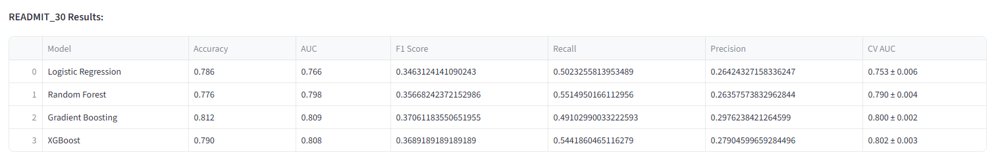 READMIT_30 Results:
Model Accuracy AUC F1 Score Recall Precision CV AUC
0 Logistic Regression 0.786 0.766 0.3463124141090243 0.5023255813953489 0.26424327158336247 0.753 ± 0.006
1 Random Forest 0.776 0.798 0.35668242372152986 0.5514950166112956 0.26357573832962844 0.790 ± 0.004
2 Gradient Boosting 0.812 0.809 0.37061183550651955 0.49102990033222593 0.2976238421264599 0.800 ± 0.002
3 XGBoost 0.790 0.808 0.3689189189189189 0.5441860465116279 0.27904599659284496 0.802 ± 0.003